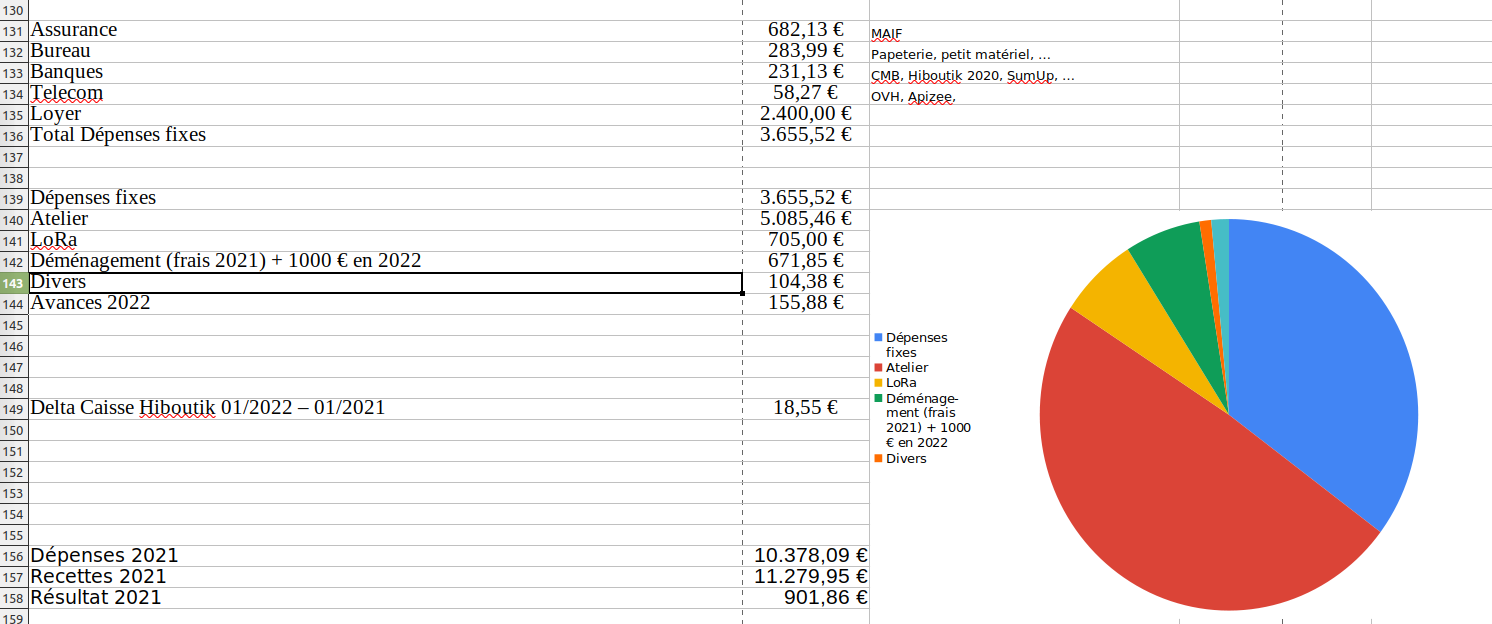 130
131 Assurance 682,13 € MAIF
132 Bureau 283,99 € Papeterie, petit matériel, ...
133 Banques 231,13 € CMB, Hiboutik 2020, SumUp, ...
134 Telecom 58,27 € OVH, Apizee,
135 Loyer 2.400,00 €
136 Total Dépenses fixes 3.655,52 €
137
138
139 Dépenses fixes 3.655,52 €
140 Atelier 5.085,46 €
141 LoRa 705,00 €
142 Déménagement (frais 2021) + 1000 € en 2022 671,85 €
143 Divers 104,38 €
144 Avances 2022 155,88 €
145
146
147
148
149 Delta Caisse Hiboutik 01/2022 – 01/2021 18,55 €
150
151
152
153
154
155
156 Dépenses 2021 10.378,09 €
157 Recettes 2021 11.279,95 €
158 Résultat 2021 901,86 €
159
Dépenses
fixes
Atelier
LoRa
Déménage-
ment (frais
2021) + 1000
€ en 2022
Divers